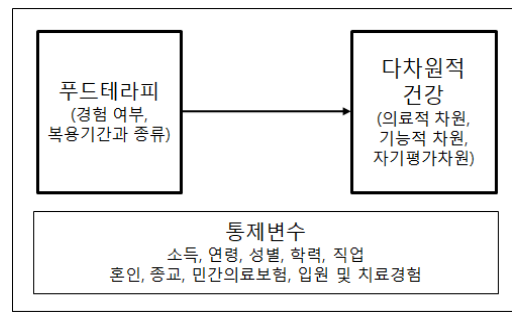 푸드테라피
(경험 여부,
복용기간과 종류)
다차원적
건강
(의료적 차원,
기능적 차원,
자기평가차원)
통제변수
소득, 연령, 성별, 학력, 직업
혼인, 종교, 민간의료보험, 입원 및 치료경험